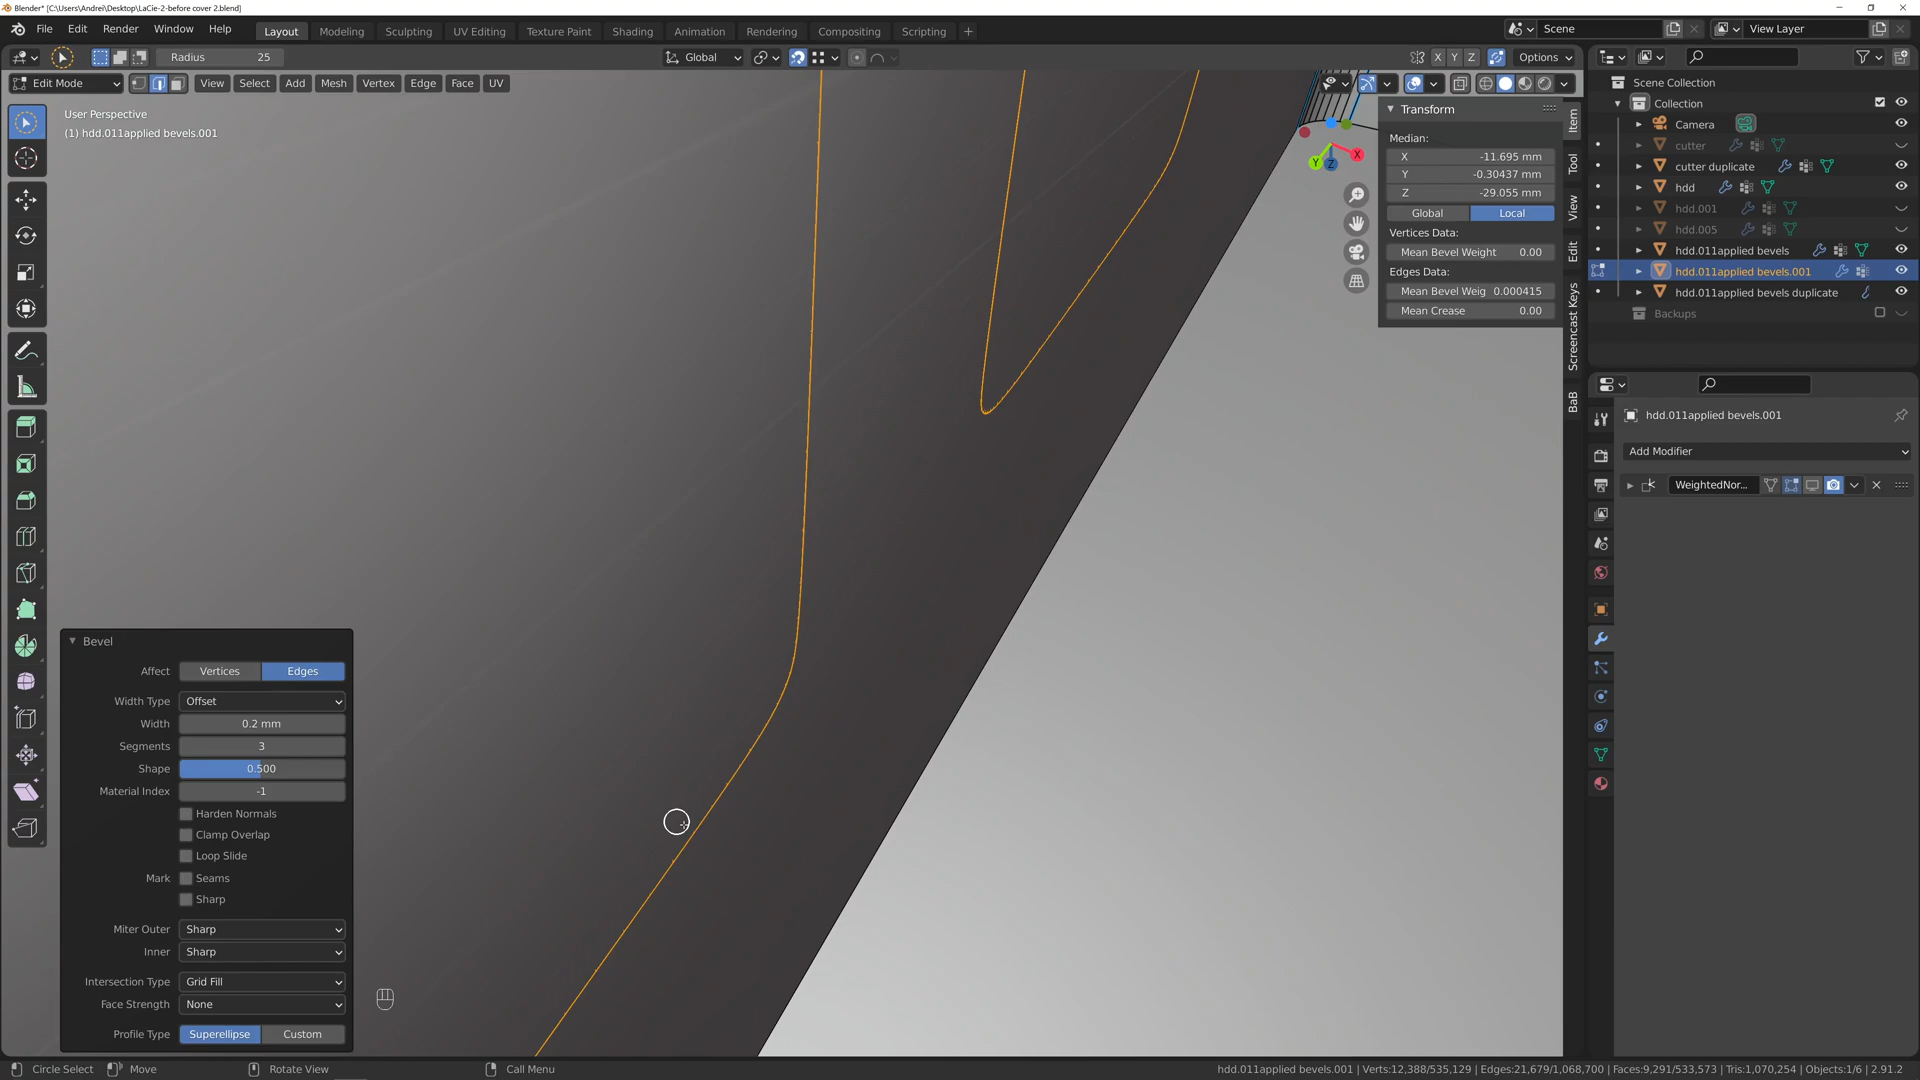 Blender* [C:\Users\Andrei\Desktop\LaCie-2-before cover 2.blend]
File Edit Render Window Help
Layout Modeling Sculpting UV Editing Texture Paint Shading Animation Rendering Compositing Scripting +
Scene
View Layer
Radius 25
Global
X Y Z
Options
Edit Mode
View Select Add Mesh Vertex Edge Face UV
User Perspective
(1) hdd.011applied bevels.001
Transform
Median:
X -11.695 mm
Y -0.30437 mm
Z -29.055 mm
Global Local
Vertices Data:
Mean Bevel Weight 0.00
Edges Data:
Mean Bevel Weig 0.000415
Mean Crease 0.00
X
Y
Z
Item
Tool
View
Edit
Screencast Keys
BaB
Scene Collection
Collection
Camera
cutter
cutter duplicate
hdd
hdd.001
hdd.005
hdd.011applied bevels
hdd.011applied bevels.001
hdd.011applied bevels duplicate
Backups
hdd.011applied bevels.001
Add Modifier
WeightedNor...
Bevel
Affect Vertices Edges
Width Type Offset
Width 0.2 mm
Segments 3
Shape 0.500
Material Index -1
Harden Normals
Clamp Overlap
Loop Slide
Mark Seams
Sharp
Miter Outer Sharp
Inner Sharp
Intersection Type Grid Fill
Face Strength None
Profile Type Superellipse Custom
Circle Select Move Rotate View Call Menu
hdd.011applied bevels.001 | Verts:12,388/535,129 | Edges:21,679/1,068,700 | Faces:9,291/533,573 | Tris:1,070,254 | Objects:1/6 | 2.91.2